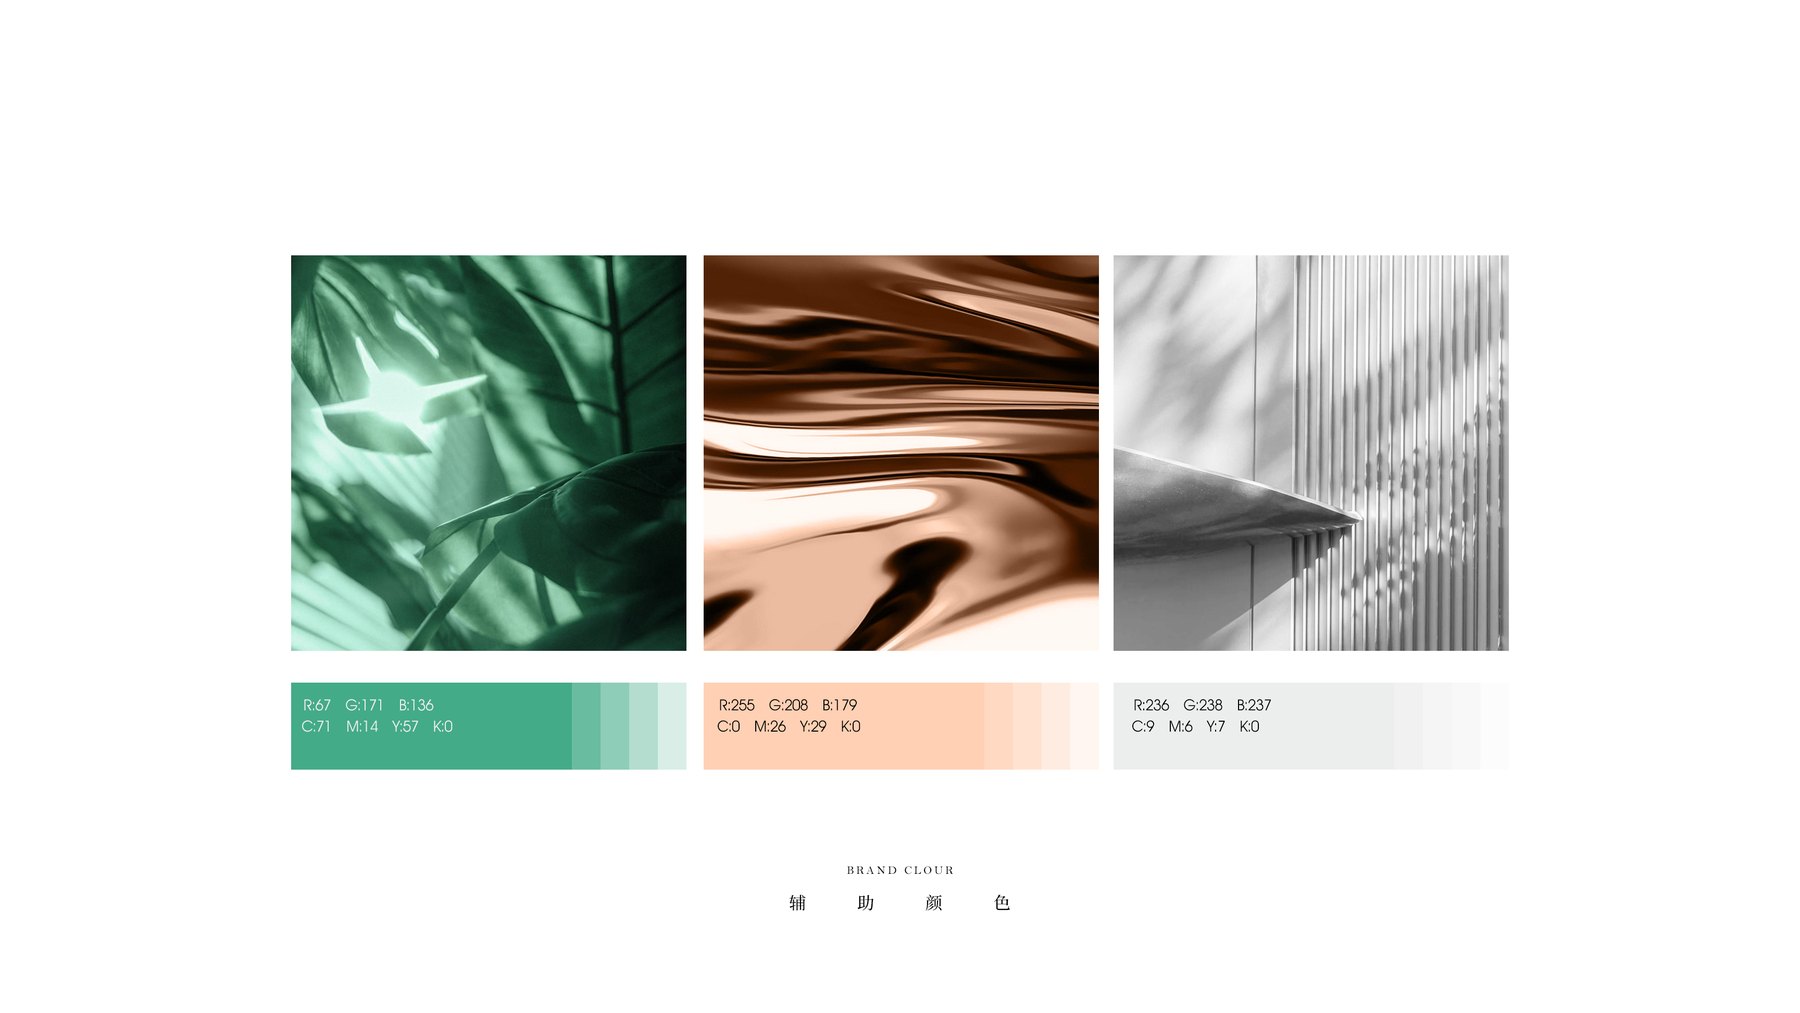 R:67 G:171 B:136
C:71 M:14 Y:57 K:0
R:255 G:208 B:179
C:0 M:26 Y:29 K:0
R:236 G:238 B:237
C:9 M:6 Y:7 K:0
BRAND CLOUR
辅助颜色